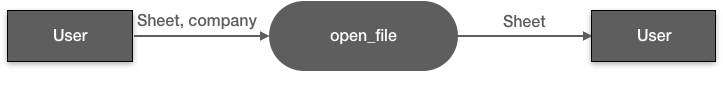 User
Sheet, company
open_file
Sheet
User